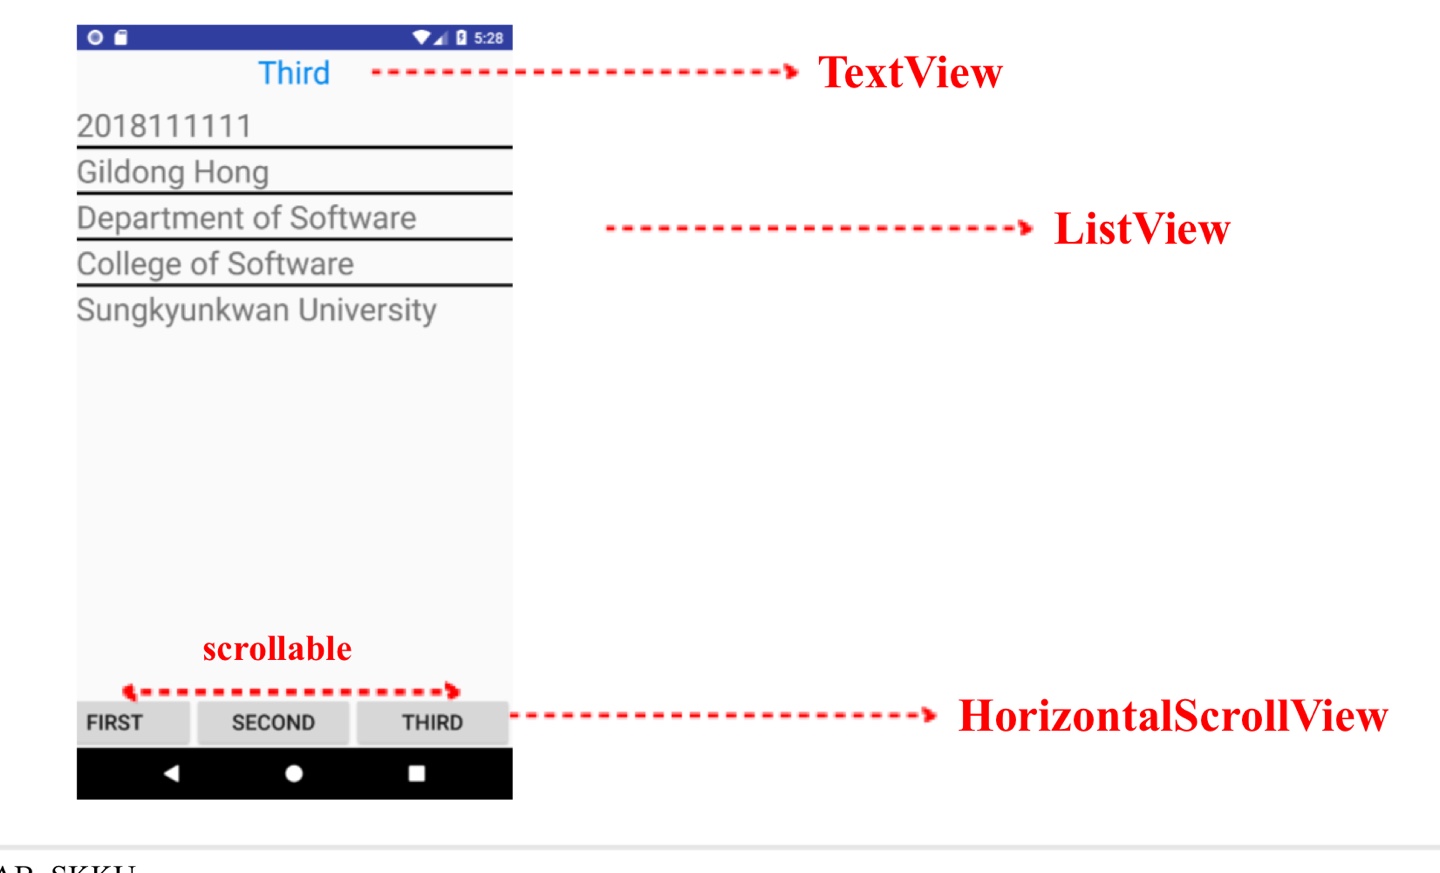 5:28
Third
TextView
2018111111
Gildong Hong
Department of Software
ListView
College of Software
Sungkyunkwan University
scrollable
FIRST SECOND THIRD
HorizontalScrollView
SKKU